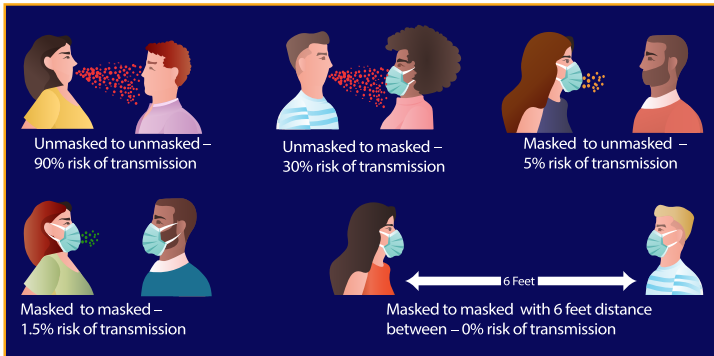 Unmasked to unmasked –
90% risk of transmission
Unmasked to masked –
30% risk of transmission
Masked to unmasked –
5% risk of transmission
Masked to masked –
1.5% risk of transmission
6 Feet
Masked to masked with 6 feet distance
between – 0% risk of transmission